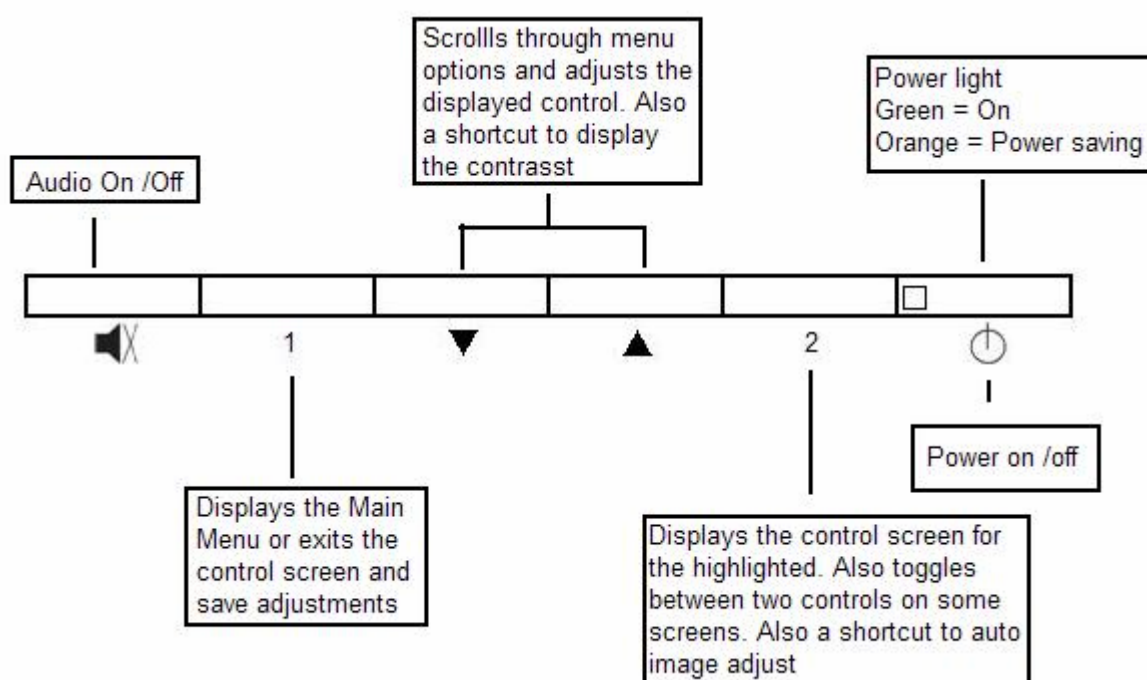 Scrollls through menu
options and adjusts the
displayed control. Also
a shortcut to display
the contrasst
Power light
Green = On
Orange = Power saving
Audio On /Off
1
2
Power on /off
Displays the Main
Menu or exits the
control screen and
save adjustments
Displays the control screen for
the highlighted. Also toggles
between two controls on some
screens. Also a shortcut to auto
image adjust